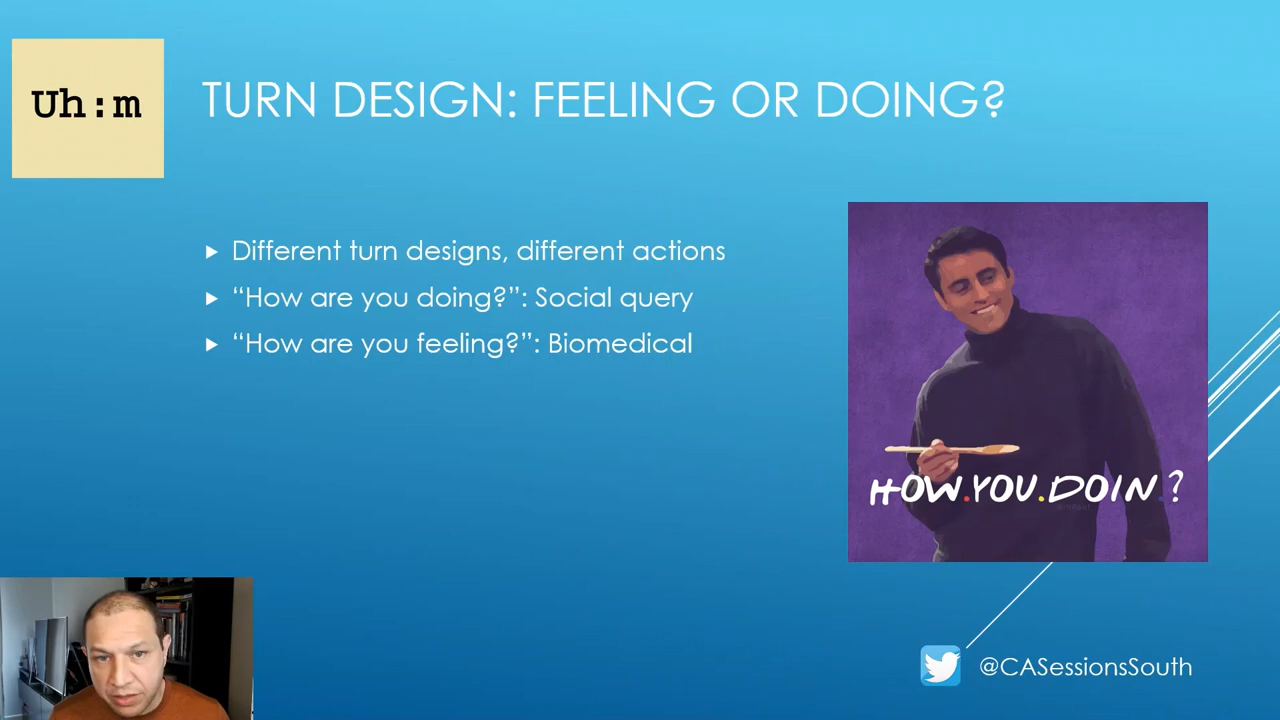 Uh:m
TURN DESIGN: FEELING OR DOING?
Different turn designs, different actions
“How are you doing?”: Social query
“How are you feeling?”: Biomedical
HOW.YOU.DOIN?
@CASessionsSouth